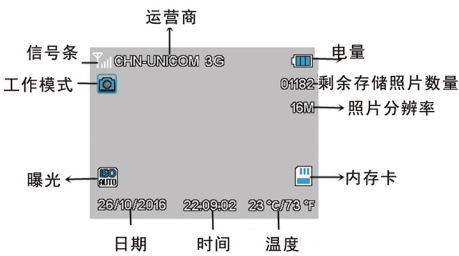 运营商
信号条
CHN-UNICOM 3G
电量
工作模式
01182
剩余存储照片数量
16M
照片分辨率
曝光
ISO
AUTO
内存卡
26/10/2016
22:09:02
23 ℃/73 ℉
日期
时间
温度